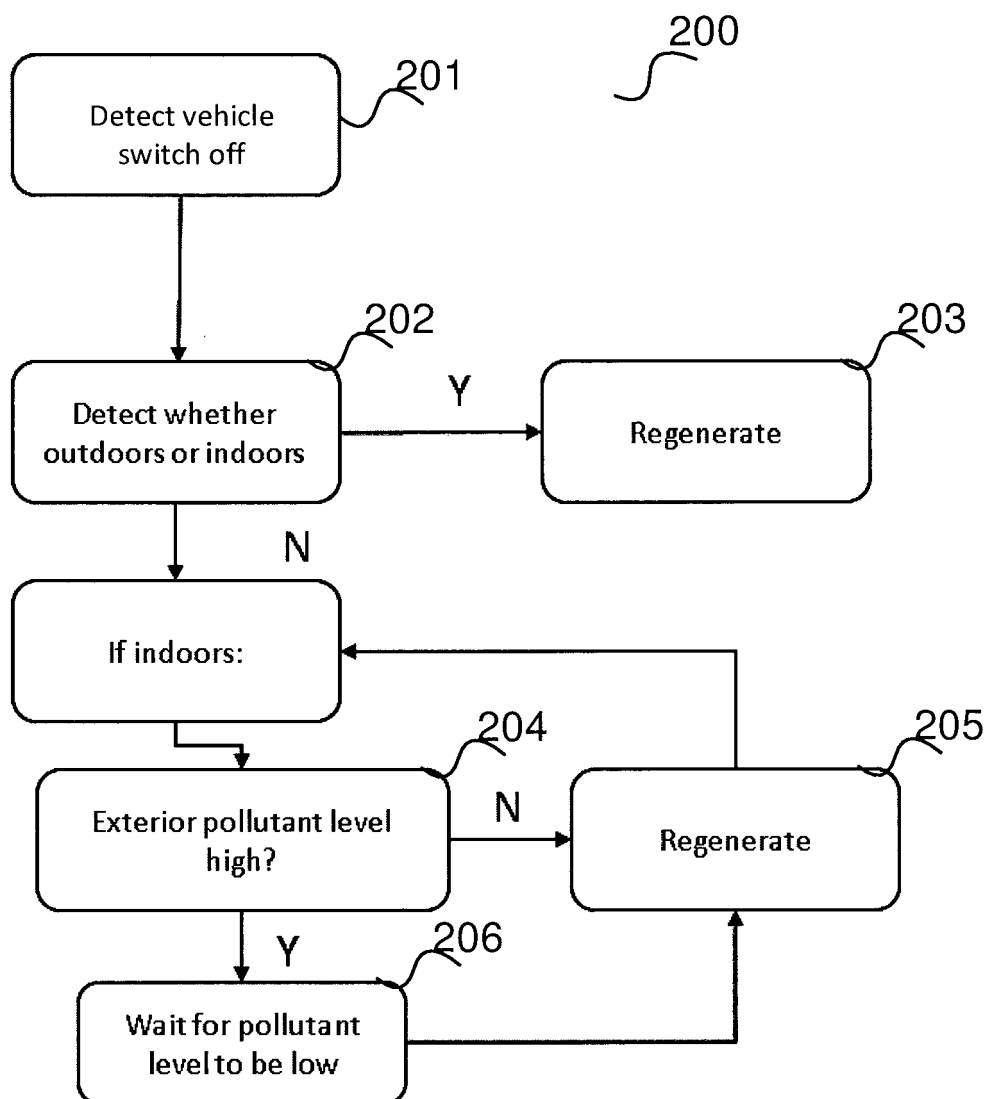 200
201
Detect vehicle
switch off
202
203
Detect whether
outdoors or indoors
Y
Regenerate
N
If indoors:
204
205
Exterior pollutant level
high?
N
Regenerate
Y
206
Wait for pollutant
level to be low